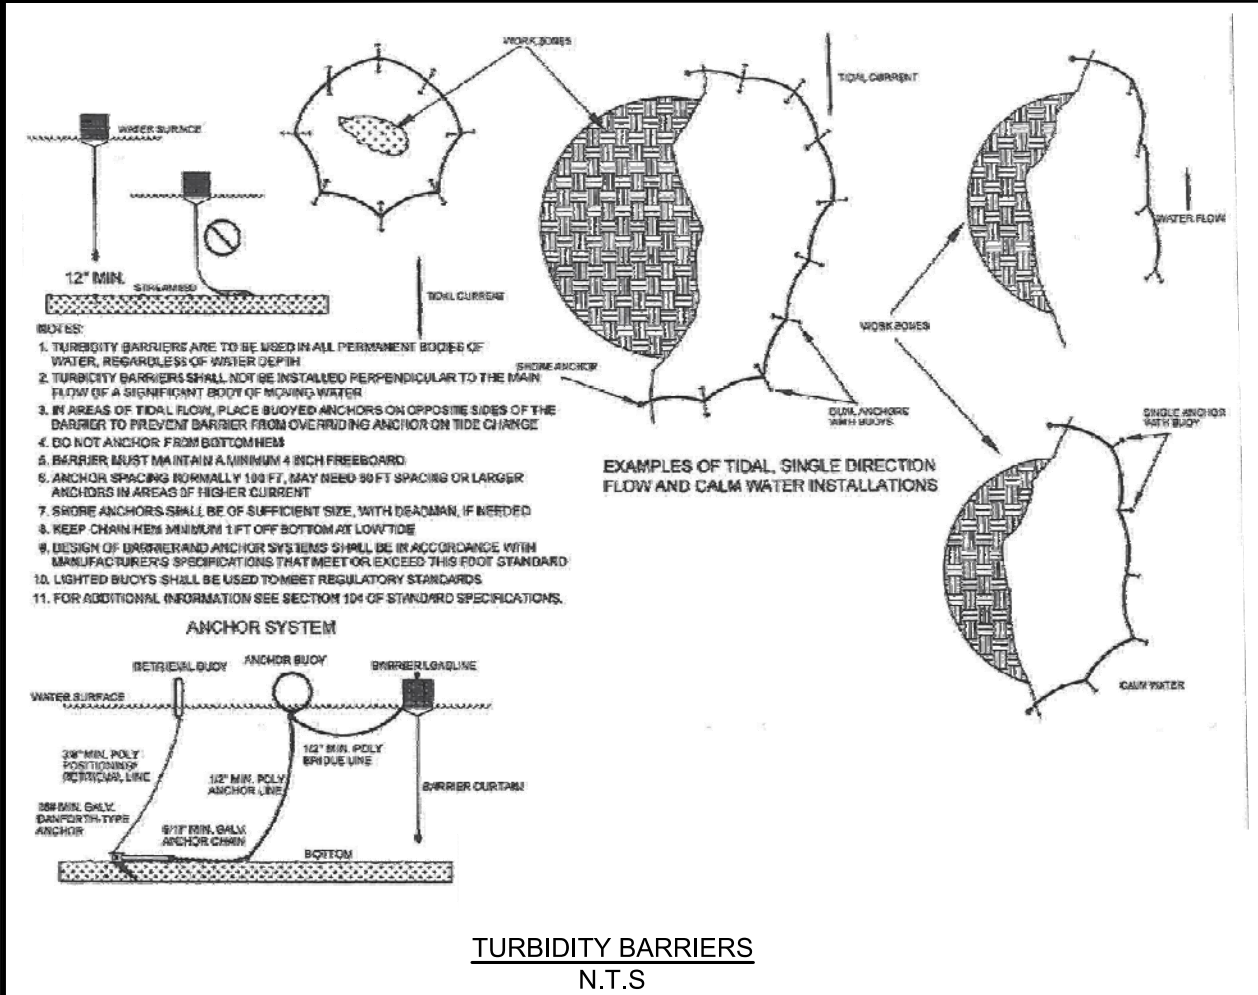 WORK ZONES
TIDAL CURRENT
WATER SURFACE
WATER FLOW
12" MIN.
STREAMBED
TIDAL CURRENT
WORK ZONES
NOTES:
1. TURBIDITY BARRIERS ARE TO BE USED IN ALL PERMANENT BODIES OF
WATER, REGARDLESS OF WATER DEPTH
2. TURBIDITY BARRIERS SHALL NOT BE INSTALLED PERPENDICULAR TO THE MAIN
FLOW OF A SIGNIFICANT BODY OF MOVING WATER
3. IN AREAS OF TIDAL FLOW, PLACE BUOYED ANCHORS ON OPPOSITE SIDES OF THE
BARRIER TO PREVENT BARRIER FROM OVERRIDING ANCHOR ON TIDE CHANGE
4. DO NOT ANCHOR FROM BOTTOM HEM
5. BARRIER MUST MAINTAIN A MINIMUM 4 INCH FREEBOARD
6. ANCHOR SPACING NORMALLY 100 FT, MAY NEED 50 FT SPACING OR LARGER
ANCHORS IN AREAS OF HIGHER CURRENT
7. SHORE ANCHORS SHALL BE OF SUFFICIENT SIZE, WITH DEADMAN, IF NEEDED
8. KEEP CHAIN HEM MINIMUM 1 FT OFF BOTTOM AT LOW TIDE
9. DESIGN OF BARRIER AND ANCHOR SYSTEMS SHALL BE IN ACCORDANCE WITH
MANUFACTURER'S SPECIFICATIONS THAT MEET OR EXCEED THIS FDOT STANDARD
10. LIGHTED BUOYS SHALL BE USED TO MEET REGULATORY STANDARDS
11. FOR ADDITIONAL INFORMATION SEE SECTION 104 OF STANDARD SPECIFICATIONS.
SHORE ANCHOR
DUAL ANCHORS
WITH BUOYS
SINGLE ANCHOR
WITH BUOY
EXAMPLES OF TIDAL, SINGLE DIRECTION
FLOW AND CALM WATER INSTALLATIONS
CALM WATER
ANCHOR SYSTEM
RETRIEVAL BUOY
ANCHOR BUOY
BARRIER LOADLINE
WATER SURFACE
3/8" MIN. POLY
POSITIONING/
RETRIEVAL LINE
1/2" MIN. POLY
BRIDLE LINE
1/2" MIN. POLY
ANCHOR LINE
BARRIER CURTAIN
MIN. GALV.
DANFORTH-TYPE
ANCHOR
MIN. GALV.
ANCHOR CHAIN
BOTTOM
TURBIDITY BARRIERS
N.T.S